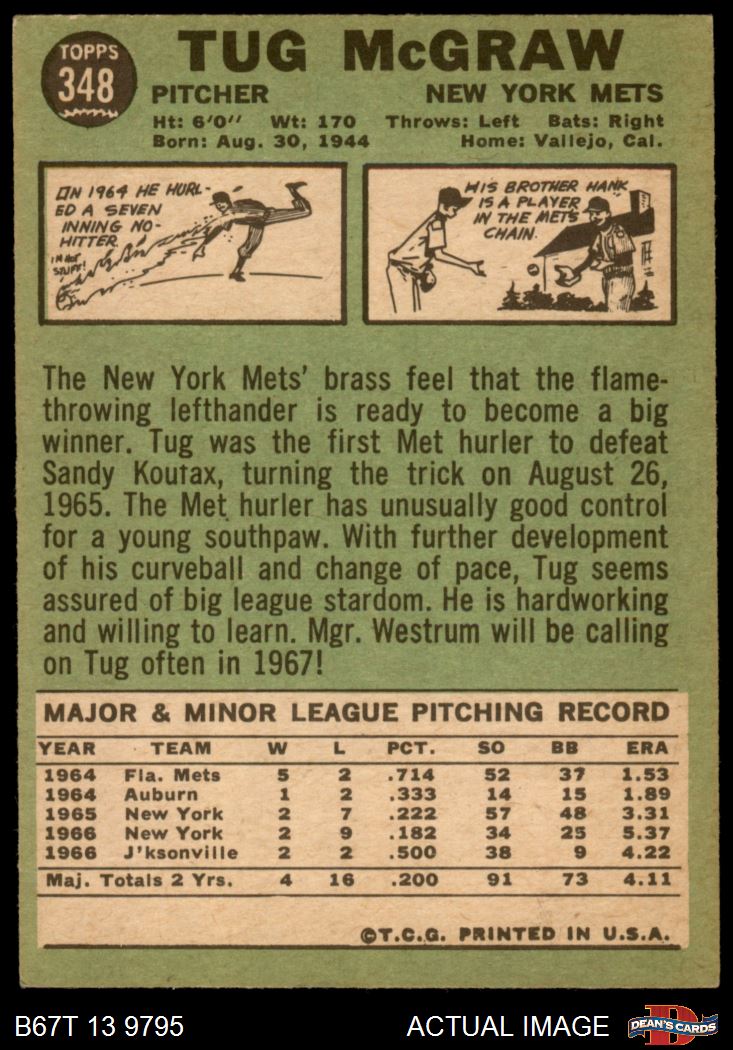 TOPPS
348
TUG McGRAW
PITCHER NEW YORK METS
Ht: 6'0" Wt: 170 Throws: Left Bats: Right
Born: Aug. 30, 1944 Home: Vallejo, Cal.
IN 1964 HE HURL-
ED A SEVEN
INNING NO-
HITTER.
I'M HOT
STUFF!
HIS BROTHER HANK
IS A PLAYER
IN THE METS
CHAIN.
The New York Mets' brass feel that the flame-
throwing lefthander is ready to become a big
winner. Tug was the first Met hurler to defeat
Sandy Koufax, turning the trick on August 26,
1965. The Met hurler has unusually good control
for a young southpaw. With further development
of his curveball and change of pace, Tug seems
assured of big league stardom. He is hardworking
and willing to learn. Mgr. Westrum will be calling
on Tug often in 1967!
MAJOR & MINOR LEAGUE PITCHING RECORD
YEAR TEAM W L PCT. SO BB ERA
1964 Fla. Mets 5 2 .714 52 37 1.53
1964 Auburn 1 2 .333 14 15 1.89
1965 New York 2 7 .222 57 48 3.31
1966 New York 2 9 .182 34 25 5.37
1966 J'ksonville 2 2 .500 38 9 4.22
Maj. Totals 2 Yrs. 4 16 .200 91 73 4.11
©T.C.G. PRINTED IN U.S.A.
B67T 13 9795 ACTUAL IMAGE
D
DEAN'S CARDS